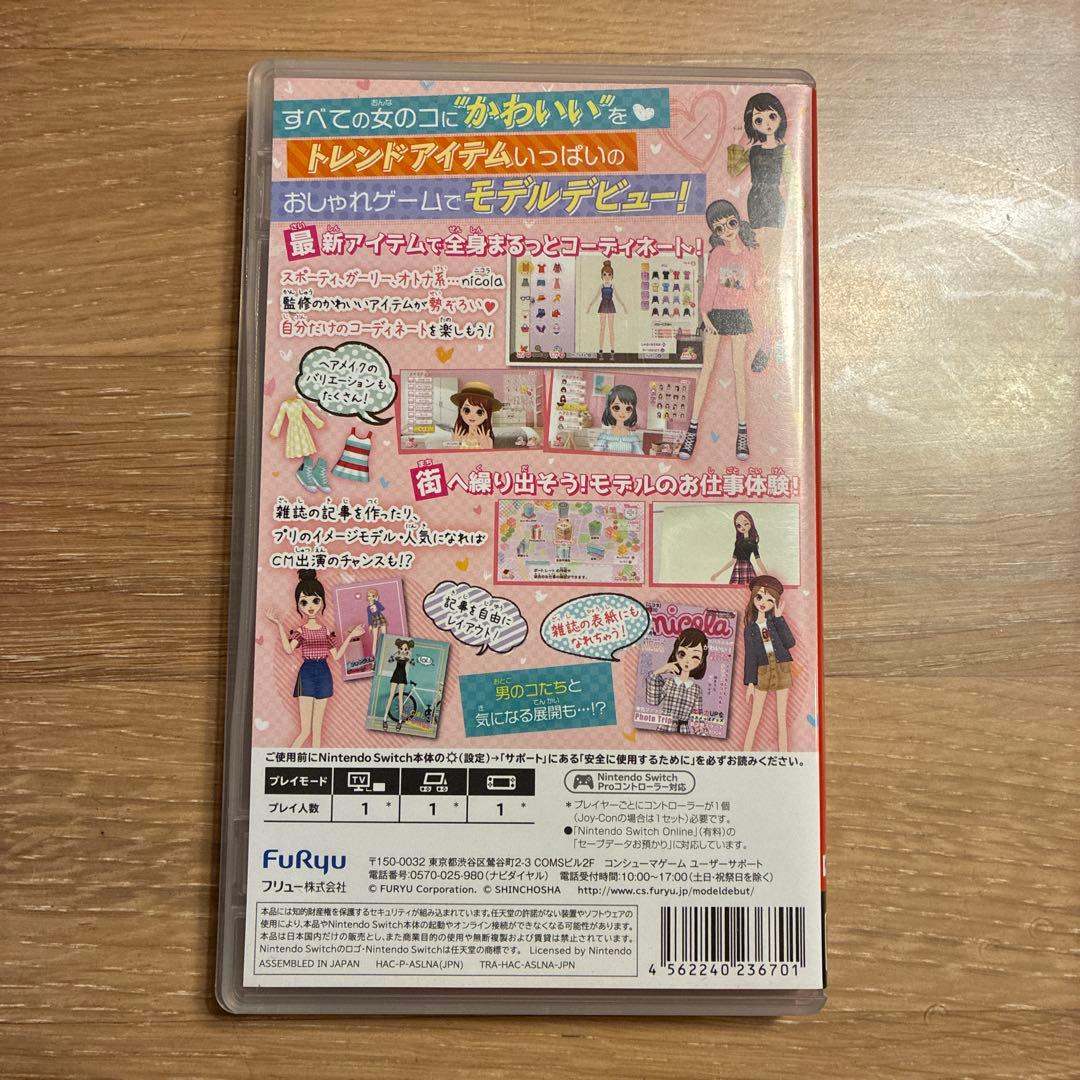 すべての女のコに"かわいい"を
トレンドアイテムいっぱいの
おしゃれゲームでモデルデビュー!
最新アイテムで全身まるっとコーディネート!
スポーティ、ガーリー、オトナ系…nicola
監修のかわいいアイテムが勢ぞろい♥
自分だけのコーディネートを楽しもう!
ヘアメイクの
バリエーションも
たくさん!
街へ繰り出そう!モデルのお仕事体験!
雑誌の記事を作ったり、
プリのイメージモデル・人気になれば
CM出演のチャンスも!?
記事を自由に
レイアウト!
雑誌の表紙にも
なれちゃう!
nicola
Photo Trip
男のコたちと
気になる展開も…!?
ご使用前にNintendo Switch本体の(設定)→「サポート」にある「安全に使用するために」を必ずお読みください。
プレイモード TV
プレイ人数 1* 1* 1*
Nintendo Switch
Proコントローラー対応
*プレイヤーごとにコントローラーが1個
(Joy-Conの場合は1セット)必要です。
●「Nintendo Switch Online」(有料)の
「セーブデータお預かり」に対応しています。
FuRyu
フリュー株式会社
〒150-0032 東京都渋谷区鶯谷町2-3 COMSビル2F コンシューマゲーム ユーザーサポート
電話番号:0570-025-980(ナビダイヤル) 電話受付時間:10:00~17:00(土日・祝祭日を除く)
© FURYU Corporation. © SHINCHOSHA http://www.cs.furyu.jp/modeldebut/
本品には知的財産権を保護するセキュリティが組み込まれています。任天堂の許諾がない装置やソフトウェアの
使用により、本品やNintendo Switch本体の起動やオンライン接続ができなくなる可能性があります。
本品は日本国内だけの販売とし、また商業目的の使用や無断複製および賃貸は禁止されています。
Nintendo Switchのロゴ・Nintendo Switchは任天堂の商標です。 Licensed by Nintendo
ASSEMBLED IN JAPAN HAC-P-ASLNA(JPN) TRA-HAC-ASLNA-JPN
4 562240 236701